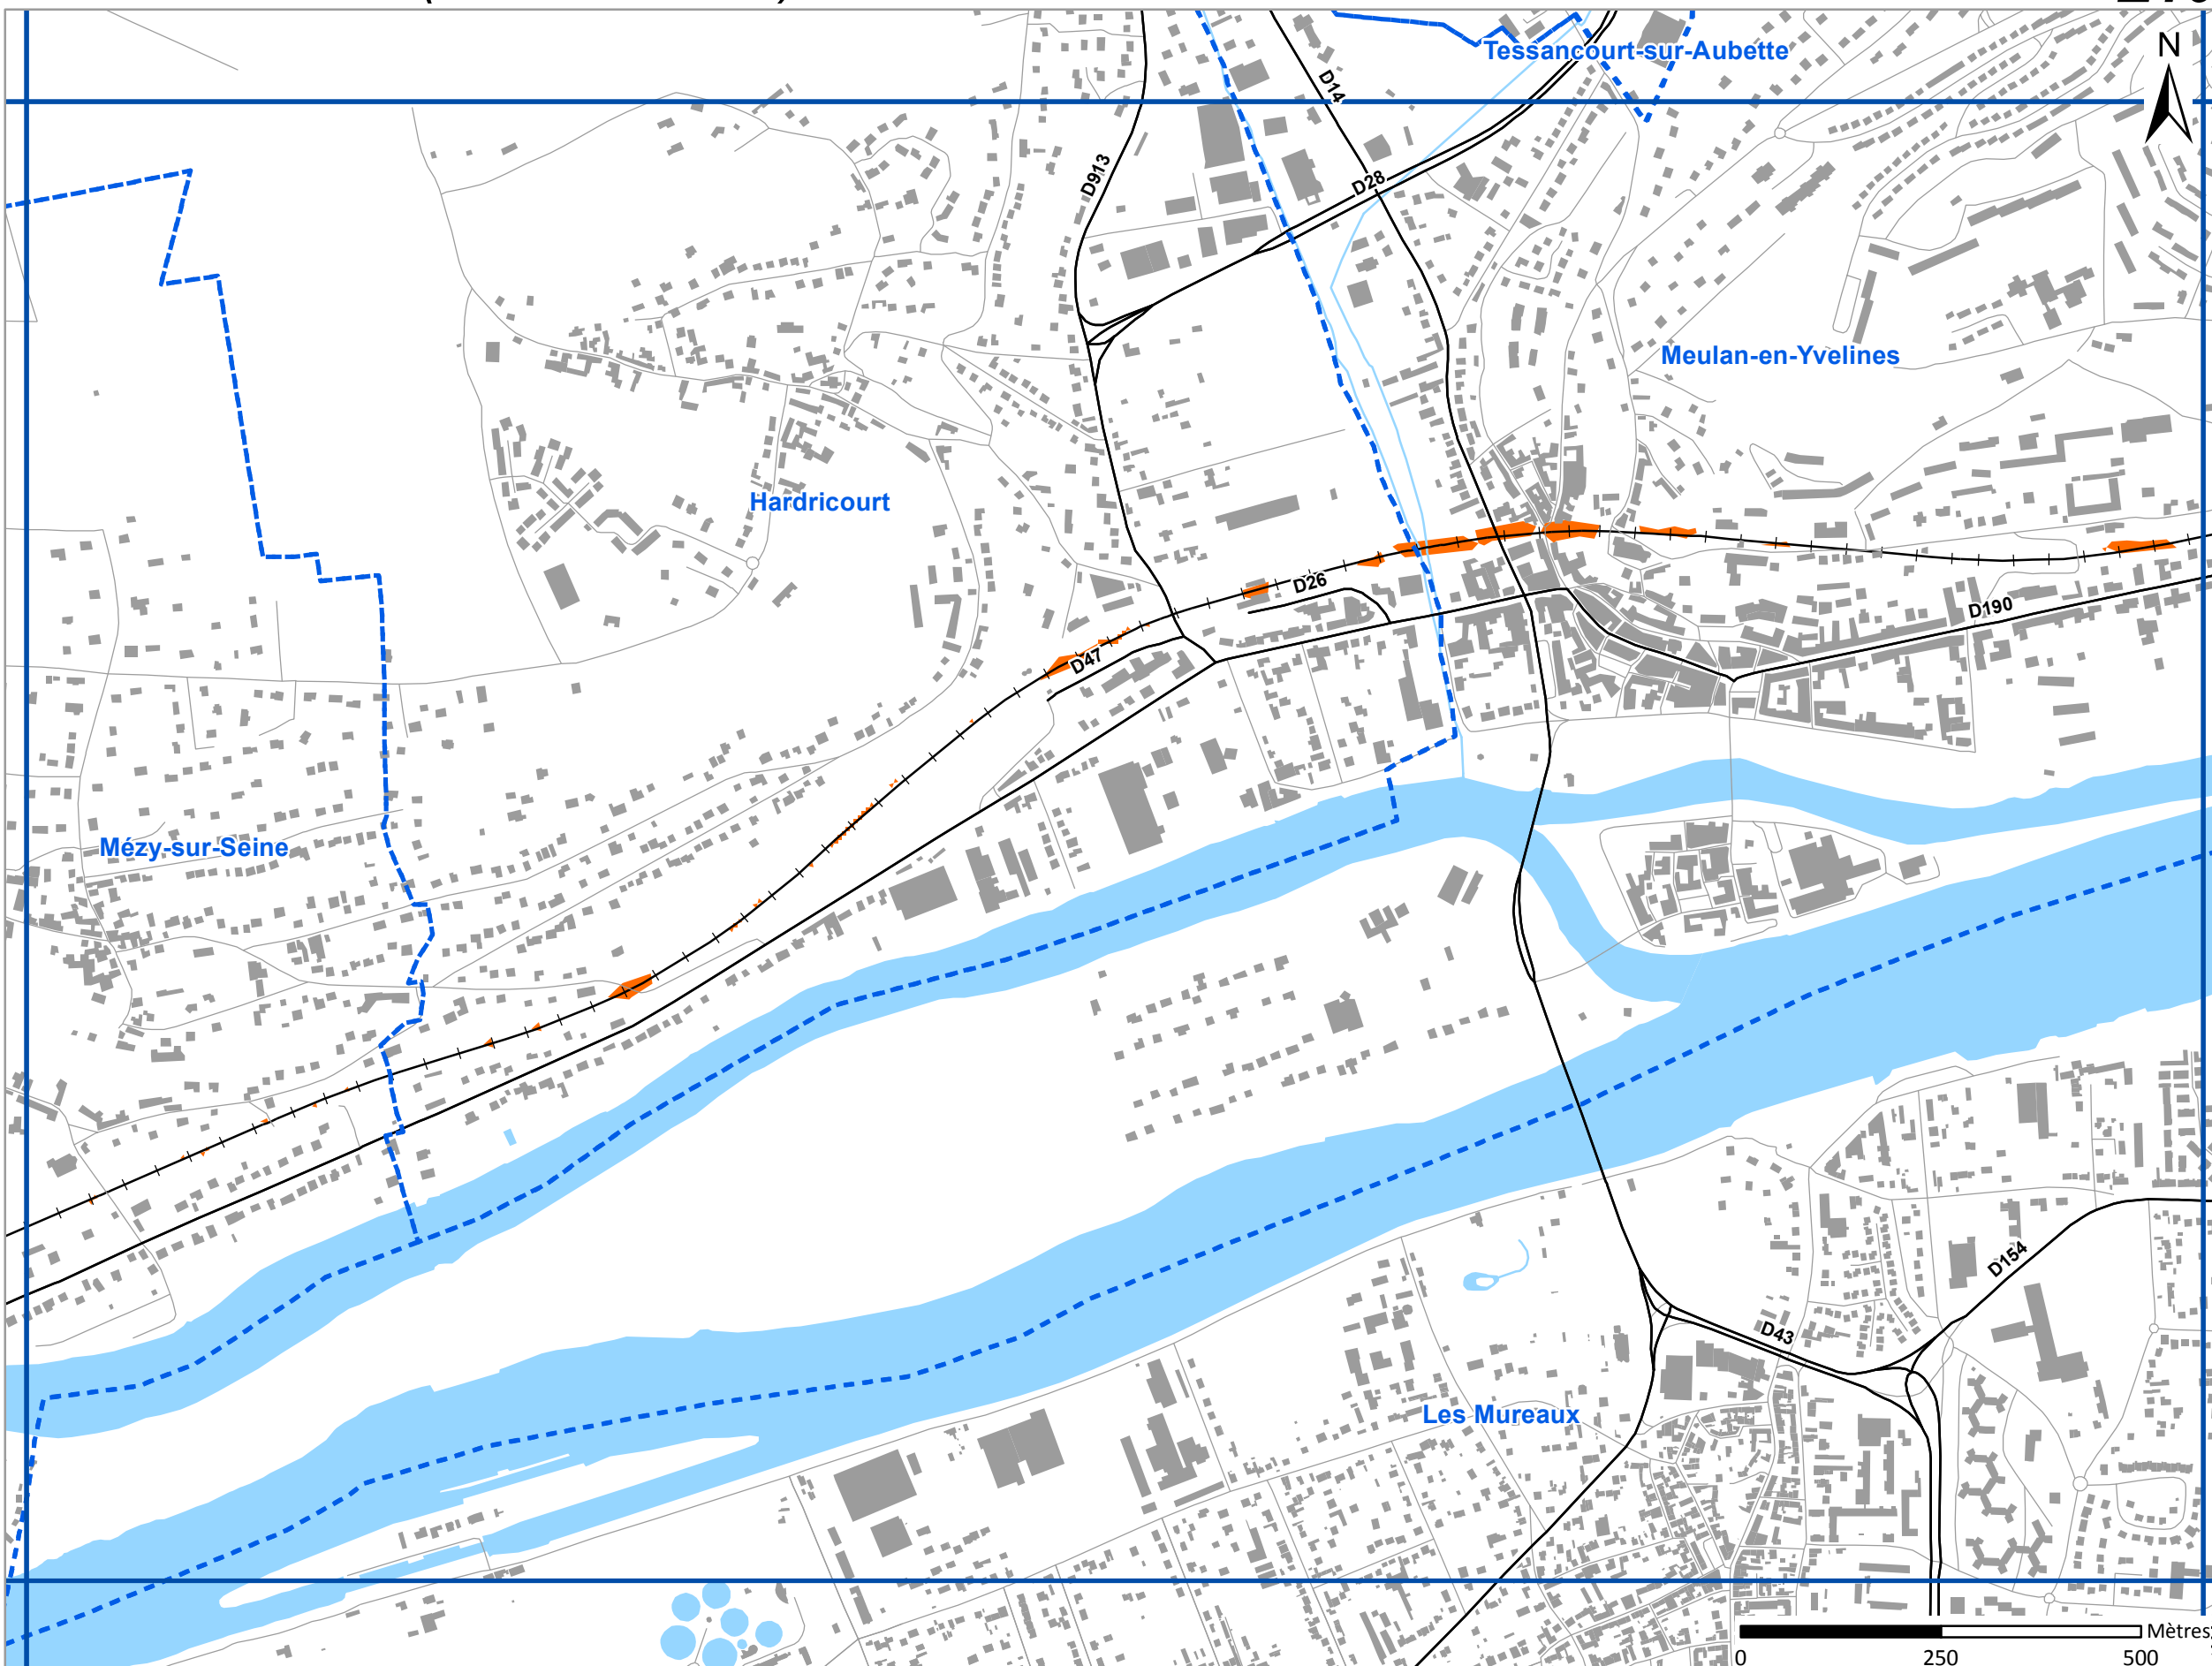 Tessancourt-sur-Aubette
N
D14
D913
D28
Meulan-en-Yvelines
Hardricourt
D26
D190
D47
Mézy-sur-Seine
D154
D43
Les Mureaux
Mètres
0 250 500